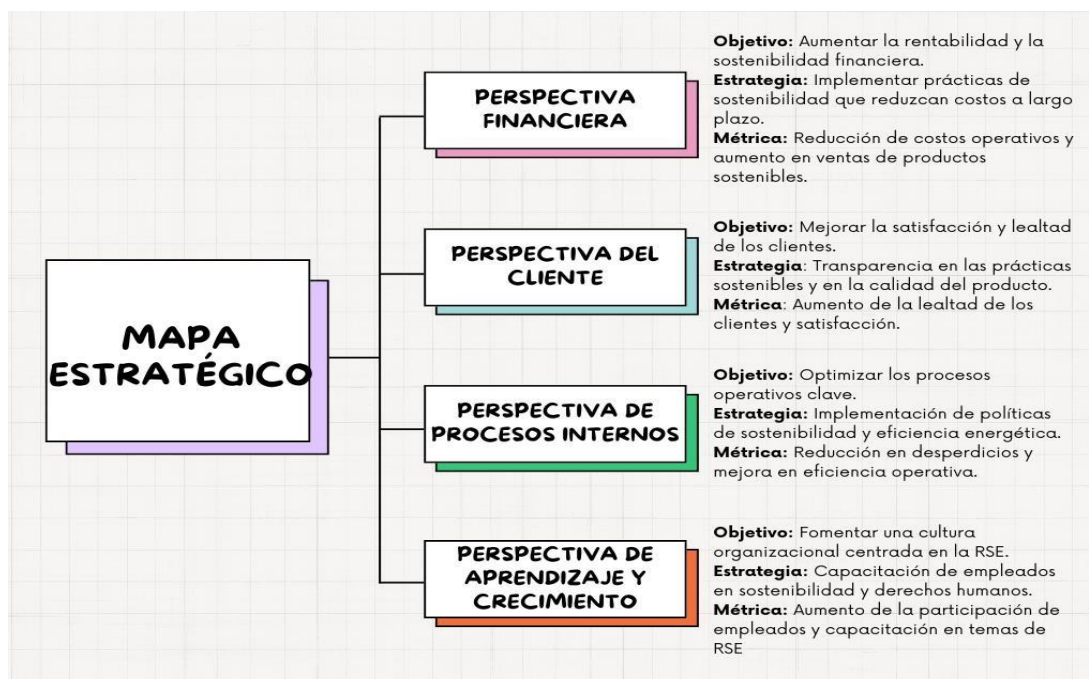 MAPA
ESTRATÉGICO
PERSPECTIVA
FINANCIERA
Objetivo: Aumentar la rentabilidad y la
sostenibilidad financiera.
Estrategia: Implementar prácticas de
sostenibilidad que reduzcan costos a largo
plazo.
Métrica: Reducción de costos operativos y
aumento en ventas de productos
sostenibles.
PERSPECTIVA DEL
CLIENTE
Objetivo: Mejorar la satisfacción y lealtad
de los clientes.
Estrategia: Transparencia en las prácticas
sostenibles y en la calidad del producto.
Métrica: Aumento de la lealtad de los
clientes y satisfacción.
PERSPECTIVA DE
PROCESOS INTERNOS
Objetivo: Optimizar los procesos
operativos clave.
Estrategia: Implementación de políticas
de sostenibilidad y eficiencia energética.
Métrica: Reducción en desperdicios y
mejora en eficiencia operativa.
PERSPECTIVA DE
APRENDIZAJE Y
CRECIMIENTO
Objetivo: Fomentar una cultura
organizacional centrada en la RSE.
Estrategia: Capacitación de empleados
en sostenibilidad y derechos humanos.
Métrica: Aumento de la participación de
empleados y capacitación en temas de
RSE